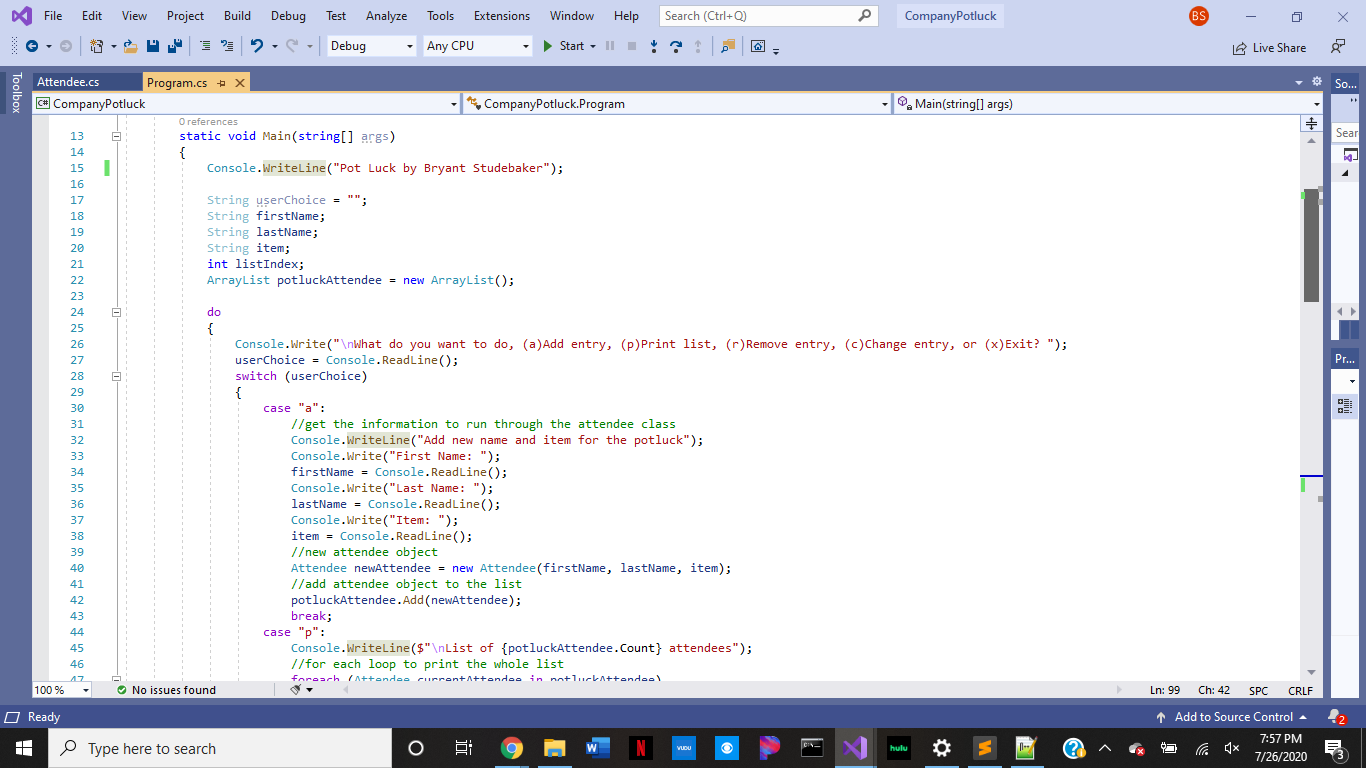 File Edit View Project Build Debug Test Analyze Tools Extensions Window Help Search (Ctrl+Q) CompanyPotluck BS
Debug Any CPU Start Live Share
Toolbox
Attendee.cs Program.cs So...
C# CompanyPotluck CompanyPotluck.Program Main(string[] args)
Sear
Pr...
0 references
13 static void Main(string[] args)
14 {
15 Console.WriteLine("Pot Luck by Bryant Studebaker");
16
17 String userChoice = "";
18 String firstName;
19 String lastName;
20 String item;
21 int listIndex;
22 ArrayList potluckAttendee = new ArrayList();
23
24 do
25 {
26 Console.Write("\nWhat do you want to do, (a)Add entry, (p)Print list, (r)Remove entry, (c)Change entry, or (x)Exit? ");
27 userChoice = Console.ReadLine();
28 switch (userChoice)
29 {
30 case "a":
31 //get the information to run through the attendee class
32 Console.WriteLine("Add new name and item for the potluck");
33 Console.Write("First Name: ");
34 firstName = Console.ReadLine();
35 Console.Write("Last Name: ");
36 lastName = Console.ReadLine();
37 Console.Write("Item: ");
38 item = Console.ReadLine();
39 //new attendee object
40 Attendee newAttendee = new Attendee(firstName, lastName, item);
41 //add attendee object to the list
42 potluckAttendee.Add(newAttendee);
43 break;
44 case "p":
45 Console.WriteLine($"\nList of {potluckAttendee.Count} attendees");
46 //for each loop to print the whole list
47 foreach (Attendee currentAttendee in potluckAttendee)
100 % No issues found Ln: 99 Ch: 42 SPC CRLF
Ready Add to Source Control 2
Type here to search W N VUDU hulu S 7:57 PM
7/26/2020 3